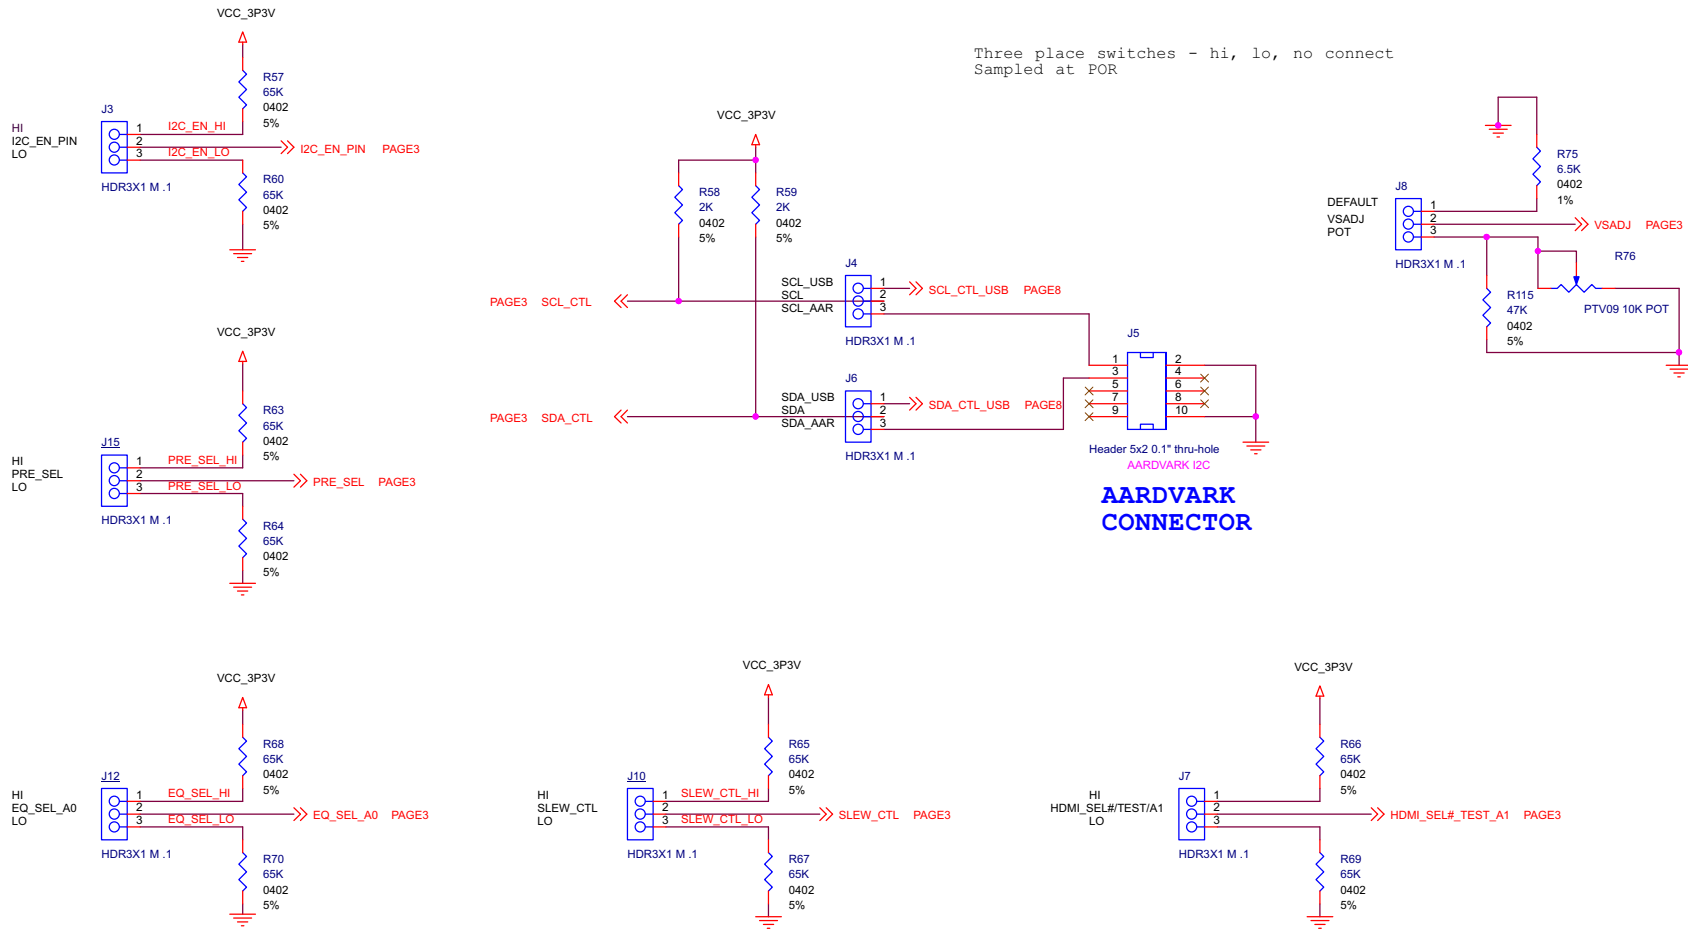 Three place switches - hi, lo, no connect
Sampled at POR
VCC_3P3V
R57
65K
0402
5%
J3
HI
I2C_EN_PIN
LO
1 I2C_EN_HI
2
3 I2C_EN_LO
I2C_EN_PIN PAGE3
HDR3X1 M .1
R60
65K
0402
5%
VCC_3P3V
R58
2K
0402
5%
R59
2K
0402
5%
PAGE3 SCL_CTL
J4
SCL_USB
SCL
SCL_AAR
1
2
3
SCL_CTL_USB PAGE8
HDR3X1 M .1
PAGE3 SDA_CTL
J6
SDA_USB
SDA
SDA_AAR
1
2
3
SDA_CTL_USB PAGE8
HDR3X1 M .1
J5
1 2
3 4
5 6
7 8
9 10
Header 5x2 0.1" thru-hole
AARDVARK I2C
AARDVARK
CONNECTOR
R75
6.5K
0402
1%
J8
DEFAULT
VSADJ
POT
1
2
3
VSADJ PAGE3
HDR3X1 M .1
R76
PTV09 10K POT
R115
47K
0402
5%
VCC_3P3V
R63
65K
0402
5%
J15
HI
PRE_SEL
LO
1 PRE_SEL_HI
2
3 PRE_SEL_LO
PRE_SEL PAGE3
HDR3X1 M .1
R64
65K
0402
5%
VCC_3P3V
R68
65K
0402
5%
J12
HI
EQ_SEL_A0
LO
1 EQ_SEL_HI
2
3 EQ_SEL_LO
EQ_SEL_A0 PAGE3
HDR3X1 M .1
R70
65K
0402
5%
VCC_3P3V
R65
65K
0402
5%
J10
HI
SLEW_CTL
LO
1 SLEW_CTL_HI
2
3 SLEW_CTL_LO
SLEW_CTL PAGE3
HDR3X1 M .1
R67
65K
0402
5%
VCC_3P3V
R66
65K
0402
5%
J7
HI
HDMI_SEL#/TEST/A1
LO
1
2
3
HDMI_SEL#_TEST_A1 PAGE3
HDR3X1 M .1
R69
65K
0402
5%